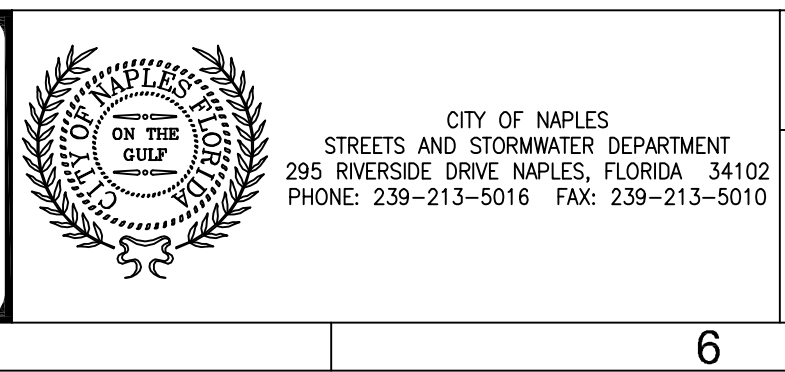 CITY OF NAPLES FLORIDA
ON THE
GULF
CITY OF NAPLES
STREETS AND STORMWATER DEPARTMENT
295 RIVERSIDE DRIVE NAPLES, FLORIDA 34102
PHONE: 239-213-5016 FAX: 239-213-5010
6